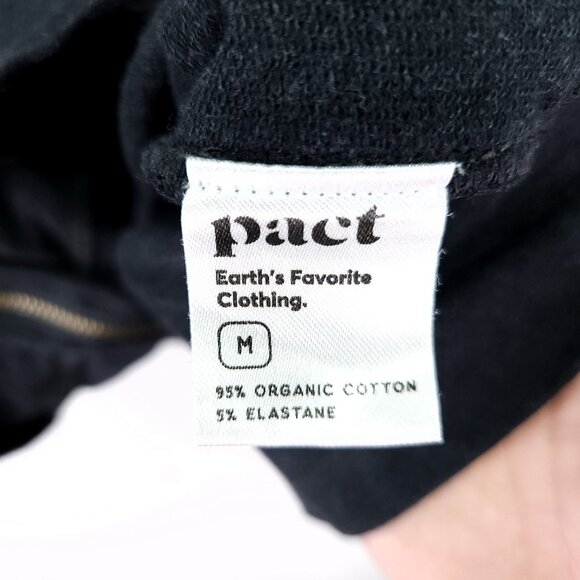 pact
Earth's Favorite
Clothing.
M
95% ORGANIC COTTON
5% ELASTANE